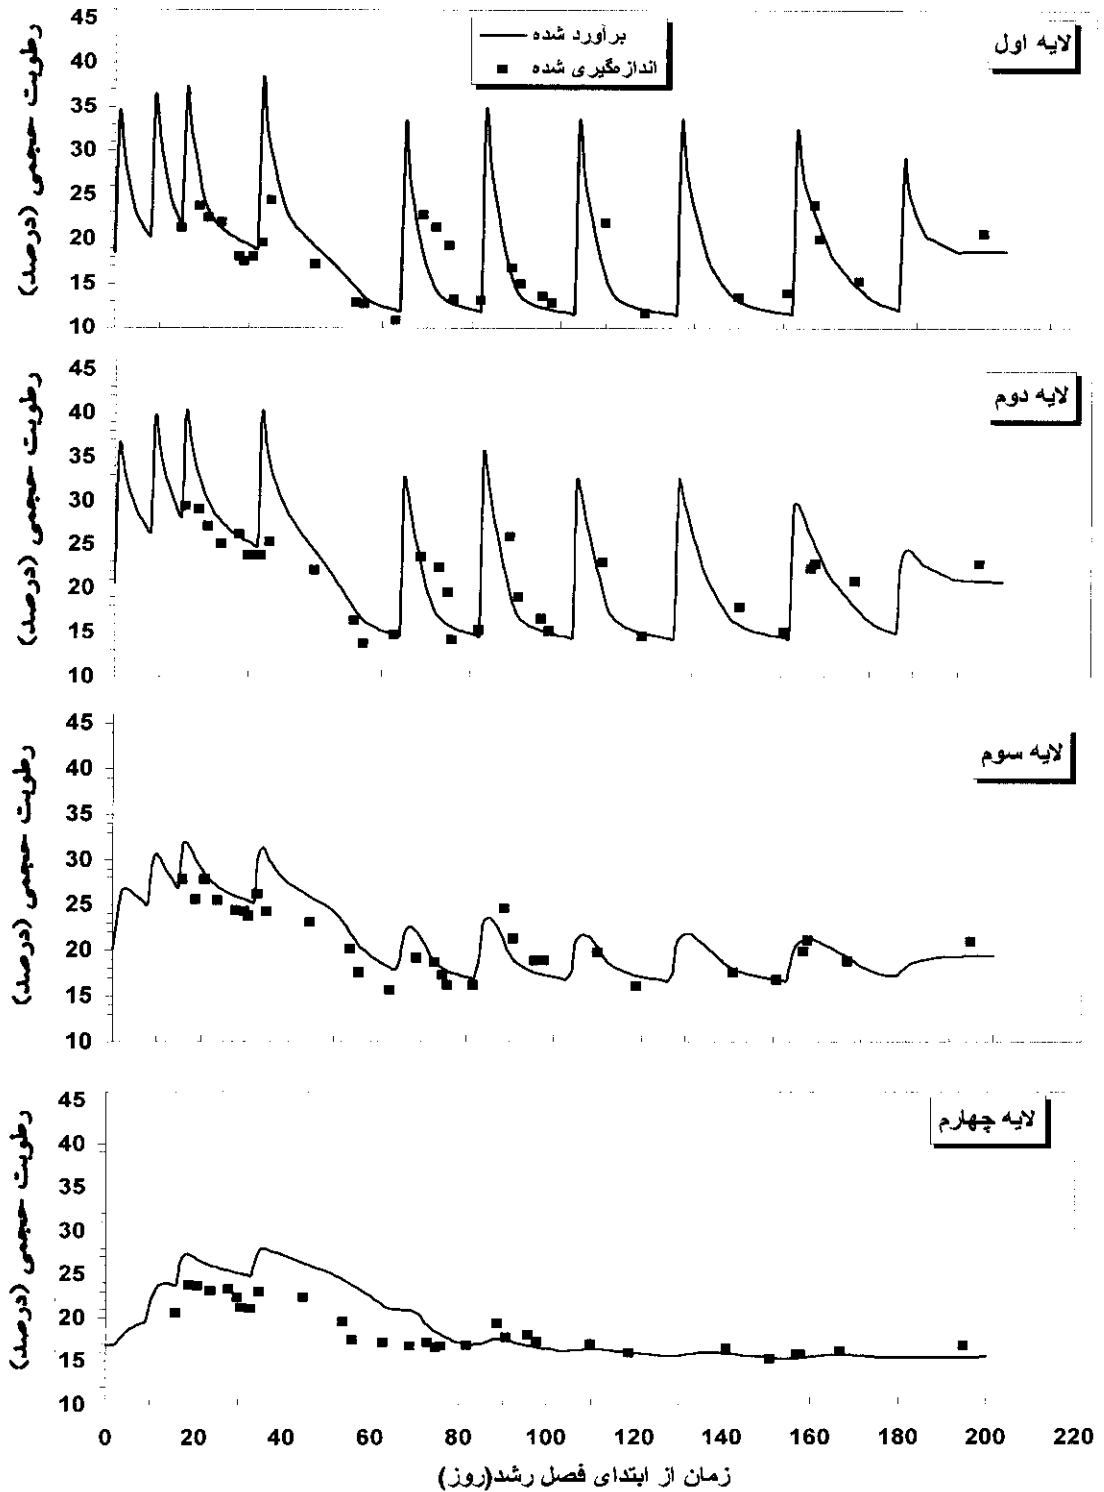 لایه اول
برآورد شده
اندازه‌گیری شده
رطوبت حجمی (درصد)
45
40
35
30
25
20
15
10
لایه دوم
رطوبت حجمی (درصد)
45
40
35
30
25
20
15
10
لایه سوم
رطوبت حجمی (درصد)
45
40
35
30
25
20
15
10
لایه چهارم
رطوبت حجمی (درصد)
45
40
35
30
25
20
15
10
0 20 40 60 80 100 120 140 160 180 200 220
زمان از ابتدای فصل رشد(روز)